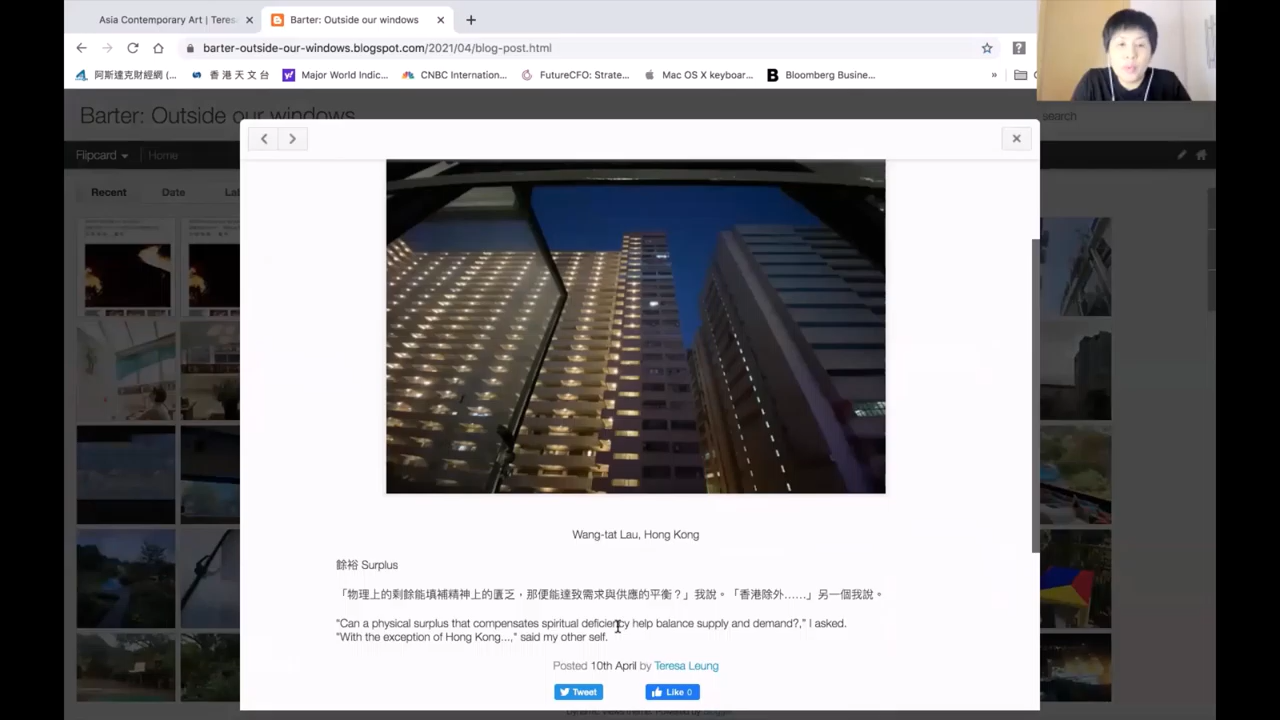 Asia Contemporary Art | Teres
Barter: Outside our windows
barter-outside-our-windows.blogspot.com/2021/04/blog-post.html
阿斯達克財經網 (...
香 港 天 文 台
Major World Indic...
CNBC Internation...
FutureCFO: Strate...
Mac OS X keyboar...
Bloomberg Busine...
Barter: Outside our windows
search
Flipcard
Home
Recent
Date
Wang-tat Lau, Hong Kong
餘裕 Surplus
「物理上的剩餘能填補精神上的匱乏，那便能達致需求與供應的平衡？」我說。「香港除外……」另一個我說。
“Can a physical surplus that compensates spiritual deficiency help balance supply and demand?,” I asked.
"With the exception of Hong Kong...," said my other self.
Posted 10th April by Teresa Leung
Tweet
Like 0